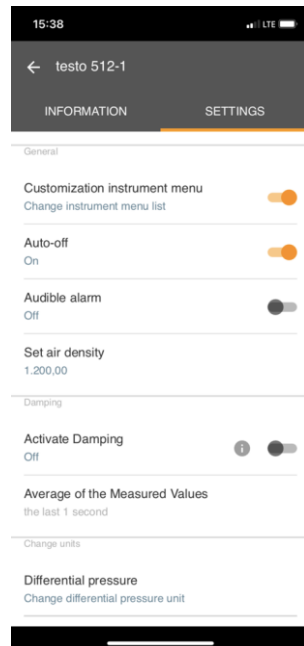 15:38
LTE
testo 512-1
INFORMATION SETTINGS
General
Customization instrument menu
Change instrument menu list
Auto-off
On
Audible alarm
Off
Set air density
1.200,00
Damping
Activate Damping
Off
Average of the Measured Values
the last 1 second
Change units
Differential pressure
Change differential pressure unit